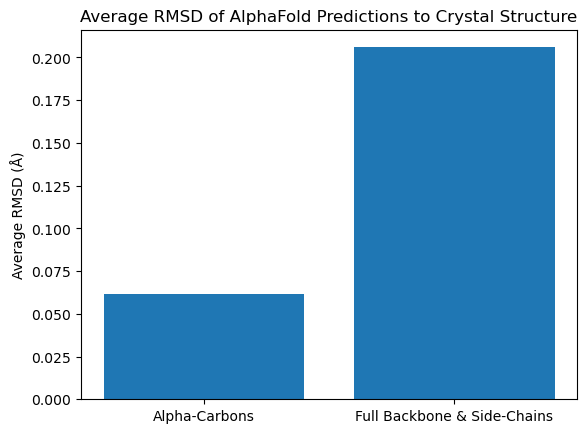 Average RMSD of AlphaFold Predictions to Crystal Structure
Average RMSD (Å)
0.200
0.175
0.150
0.125
0.100
0.075
0.050
0.025
0.000
Alpha-Carbons
Full Backbone & Side-Chains